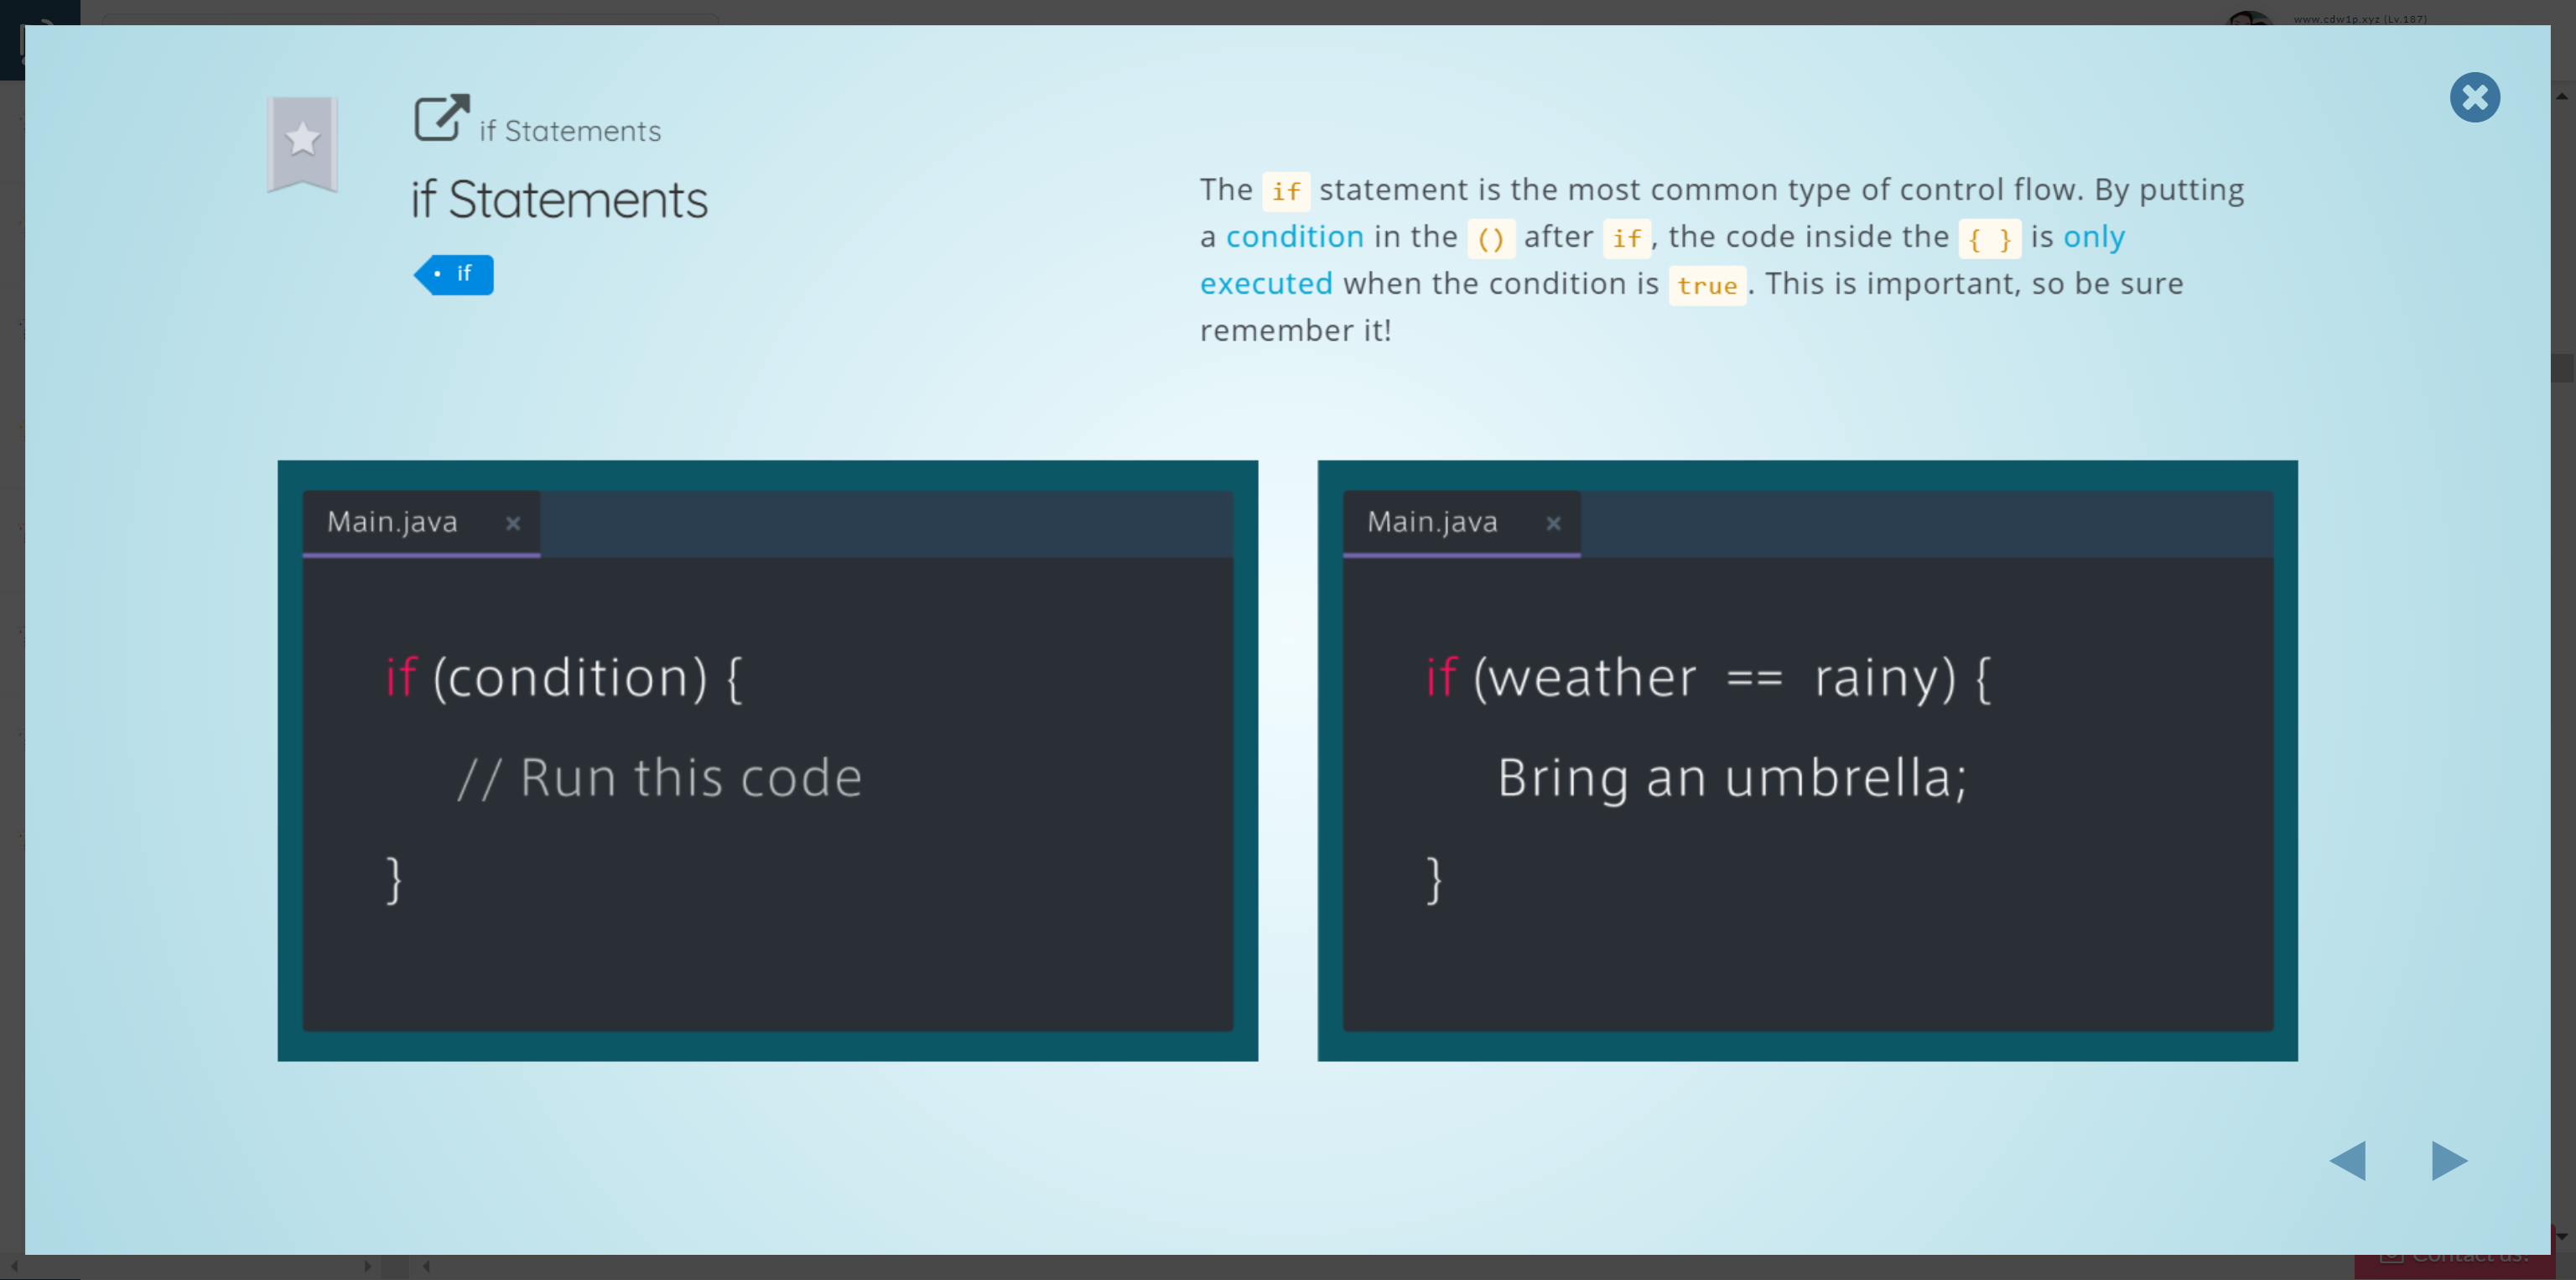 www.cdw1p.xyz (Lv.187)
if Statements
if Statements
if
The if statement is the most common type of control flow. By putting
a condition in the () after if, the code inside the { } is only
executed when the condition is true. This is important, so be sure
remember it!
Main.java ×
if (condition) {
// Run this code
}
Main.java ×
if (weather == rainy) {
Bring an umbrella;
}
Contact us!